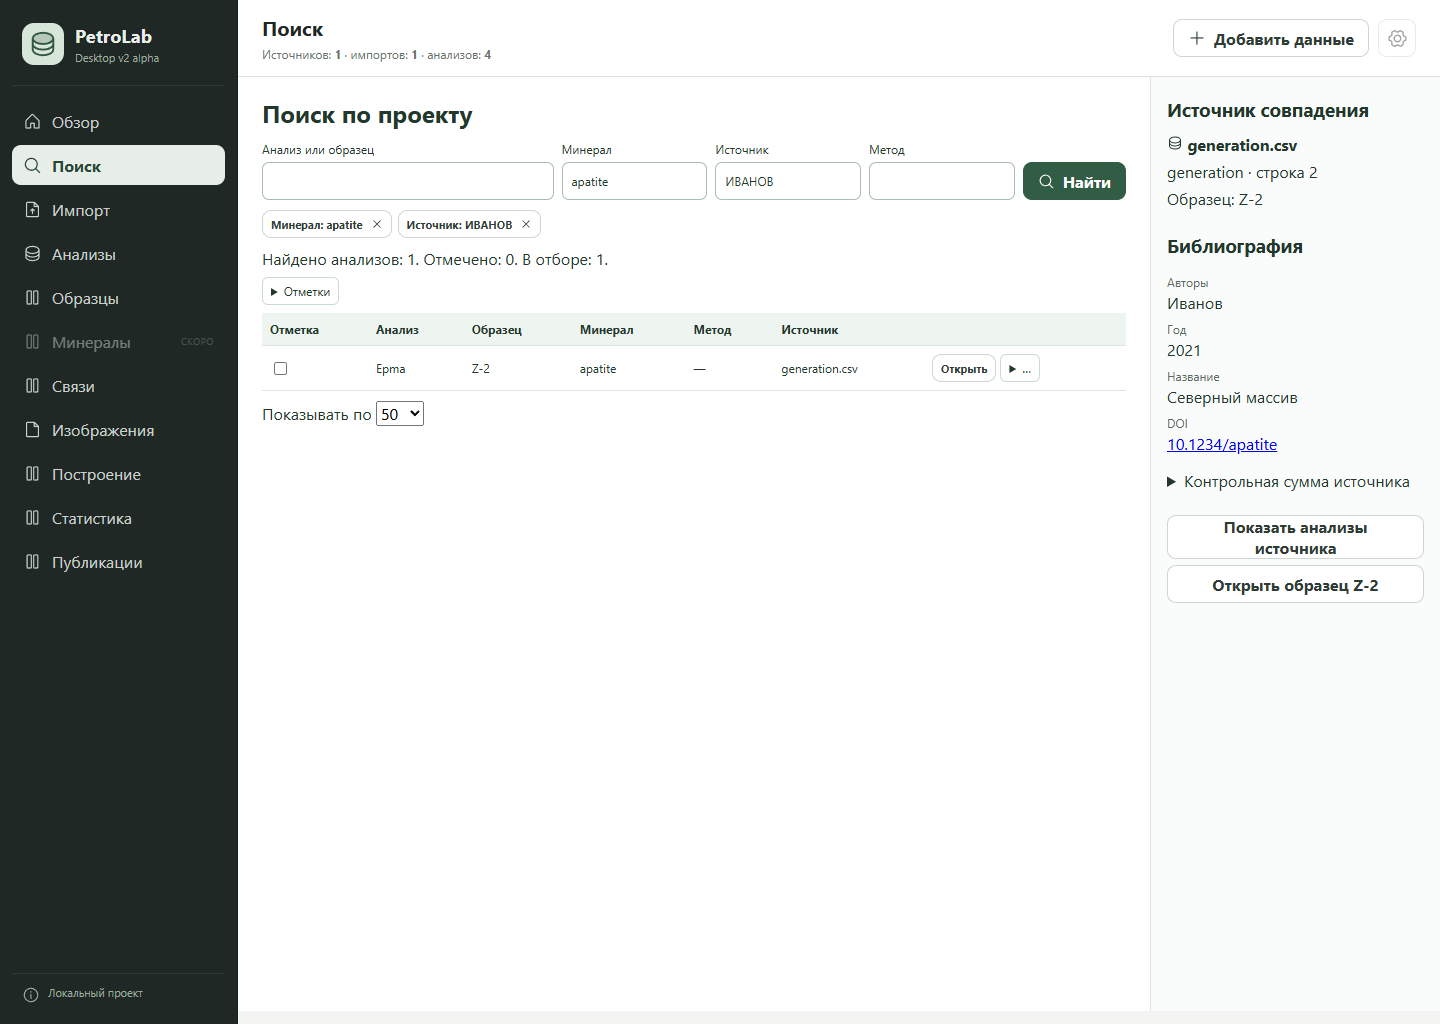 PetroLab
Desktop v2 alpha
Обзор
Поиск
Импорт
Анализы
Образцы
Минералы СКОРО
Связи
Изображения
Построение
Статистика
Публикации
Локальный проект
Поиск
Источников: 1 · импортов: 1 · анализов: 4
Добавить данные
Поиск по проекту
Анализ или образец Минерал Источник Метод
apatite ИВАНОВ Найти
Минерал: apatite × Источник: ИВАНОВ ×
Найдено анализов: 1. Отмечено: 0. В отборе: 1.
▶ Отметки
Отметка Анализ Образец Минерал Метод Источник
Ерма Z-2 apatite — generation.csv Открыть ▶ ...
Показывать по 50
Источник совпадения
generation.csv
generation · строка 2
Образец: Z-2
Библиография
Авторы
Иванов
Год
2021
Название
Северный массив
DOI
10.1234/apatite
▶ Контрольная сумма источника
Показать анализы
источника
Открыть образец Z-2